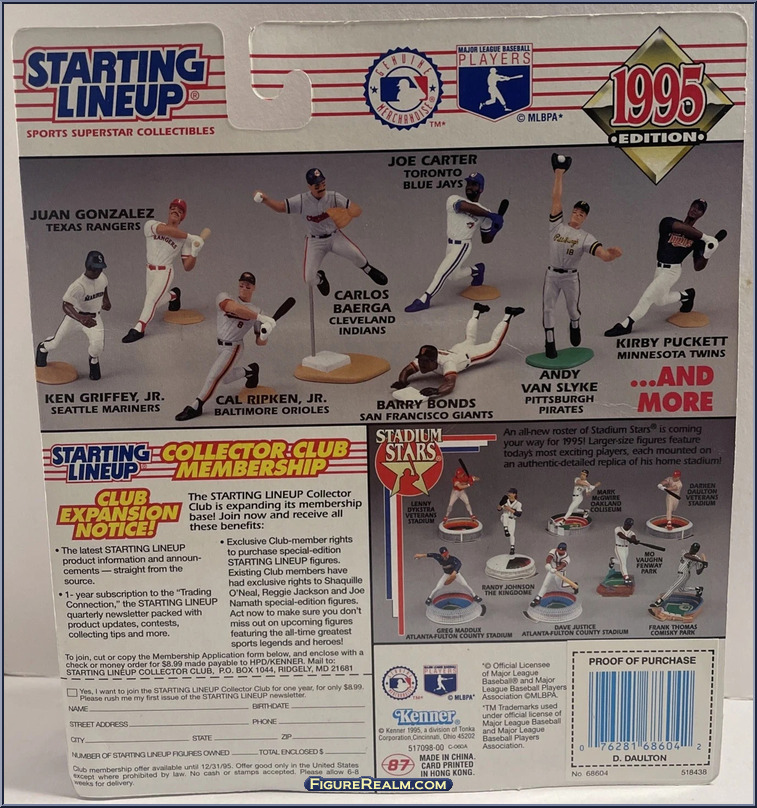 STARTING
LINEUP®
SPORTS SUPERSTAR COLLECTIBLES
GENUINE
MERCHANDISE
TM*
MAJOR LEAGUE BASEBALL
PLAYERS
© MLBPA*
1995
•EDITION•
JUAN GONZALEZ
TEXAS RANGERS
KEN GRIFFEY, JR.
SEATTLE MARINERS
CAL RIPKEN, JR.
BALTIMORE ORIOLES
CARLOS
BAERGA
CLEVELAND
INDIANS
JOE CARTER
TORONTO
BLUE JAYS
BARRY BONDS
SAN FRANCISCO GIANTS
ANDY
VAN SLYKE
PITTSBURGH
PIRATES
KIRBY PUCKETT
MINNESOTA TWINS
...AND
MORE
STARTING
LINEUP
COLLECTOR CLUB
MEMBERSHIP
CLUB
EXPANSION
NOTICE!
The STARTING LINEUP Collector
Club is expanding its membership
base! Join now and receive all
these benefits:
• The latest STARTING LINEUP
product information and announ-
cements — straight from the
source.
• 1- year subscription to the “Trading
Connection,” the STARTING LINEUP
quarterly newsletter packed with
product updates, contests,
collecting tips and more.
• Exclusive Club-member rights
to purchase special-edition
STARTING LINEUP figures.
Existing Club members have
had exclusive rights to Shaquille
O'Neal, Reggie Jackson and Joe
Namath special-edition figures.
Act now to make sure you don't
miss out on upcoming figures
featuring the all-time greatest
sports legends and heroes!
To join, cut or copy the Membership Application form below, and enclose with a
check or money order for $8.99 made payable to HPD/KENNER. Mail to:
STARTING LINEUP COLLECTOR CLUB, P.O. BOX 1044, RIDGELY, MD 21681
Yes, I want to join the STARTING LINEUP Collector Club for one year, for only $8.99.
Please rush me my first issue of the STARTING LINEUP newsletter.
NAME BIRTHDATE
STREET ADDRESS PHONE
CITY STATE ZIP
NUMBER OF STARTING LINEUP FIGURES OWNED TOTAL ENCLOSED $
Club membership offer available until 12/31/95. Offer good only in the United States
except where prohibited by law. No cash or stamps accepted. Please allow 6-8
weeks for delivery.
STADIUM
STARS
An all-new roster of Stadium Stars® is coming
your way for 1995! Larger-size figures feature
today's most exciting players, each mounted on
an authentic-detailed replica of his home stadium!
LENNY
DYKSTRA
VETERANS
STADIUM
MARK
McGWIRE
OAKLAND
COLISEUM
DARREN
DAULTON
VETERANS
STADIUM
RANDY JOHNSON
THE KINGDOME
MO
VAUGHN
FENWAY
PARK
GREG MADDUX
ATLANTA-FULTON COUNTY STADIUM
DAVE JUSTICE
ATLANTA-FULTON COUNTY STADIUM
FRANK THOMAS
COMISKY PARK
PLAYERS
© MLBPA*
Kenner®
© Kenner 1995, a division of Tonka
Corporation.Cincinnati, Ohio 45202
517098-00 C-090A
87 MADE IN CHINA.
CARD PRINTED
IN HONG KONG.
*© Official Licensee
of Major League
Baseball® and Major
League Baseball Players
Association ©MLBPA.
*TM Trademarks used
under official license of
Major League Baseball
and Major League
Baseball Players
Association.
PROOF OF PURCHASE
0 76281 68604 2
D. DAULTON
No. 68604 518438
FIGUREREALM.COM